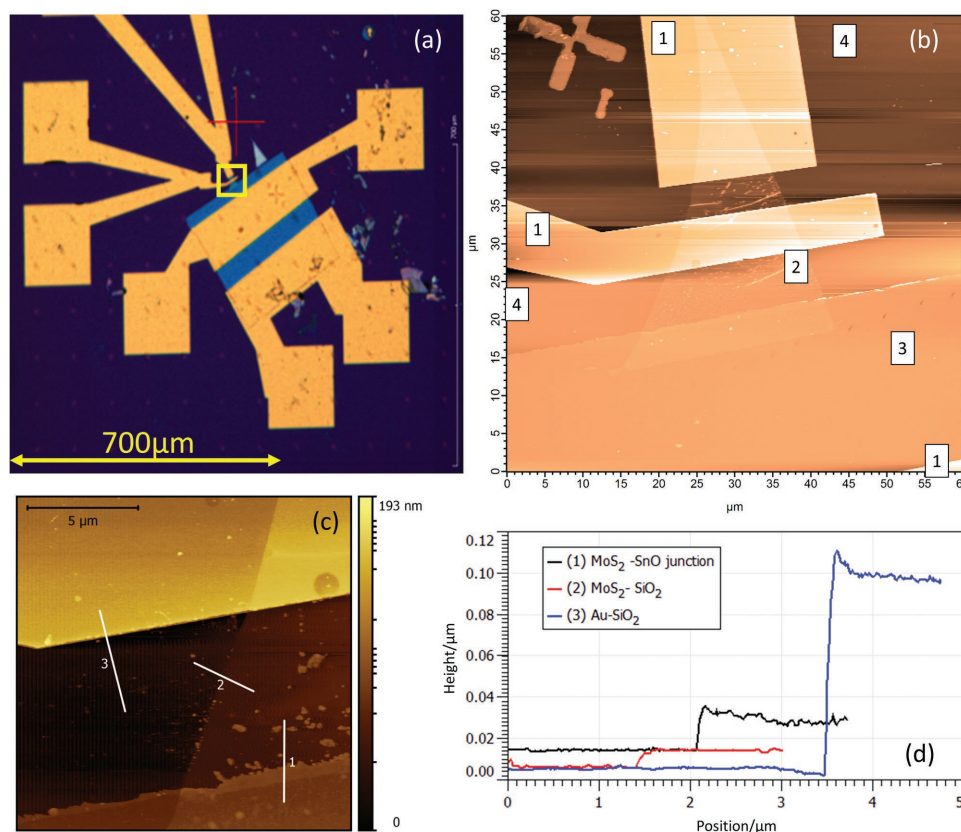 (a)
700 µm
700µm
(b)
1
4
1
2
4
3
1
60
55
50
45
40
35
30
25
20
15
10
5
0
µm
0 5 10 15 20 25 30 35 40 45 50 55 60
µm
(c)
5 µm
3
2
1
193 nm
0
(d)
(1) MoS₂ -SnO junction
(2) MoS₂- SiO₂
(3) Au-SiO₂
Height/µm
0.12
0.10
0.08
0.06
0.04
0.02
0.00
0 1 2 3 4 5
Position/µm